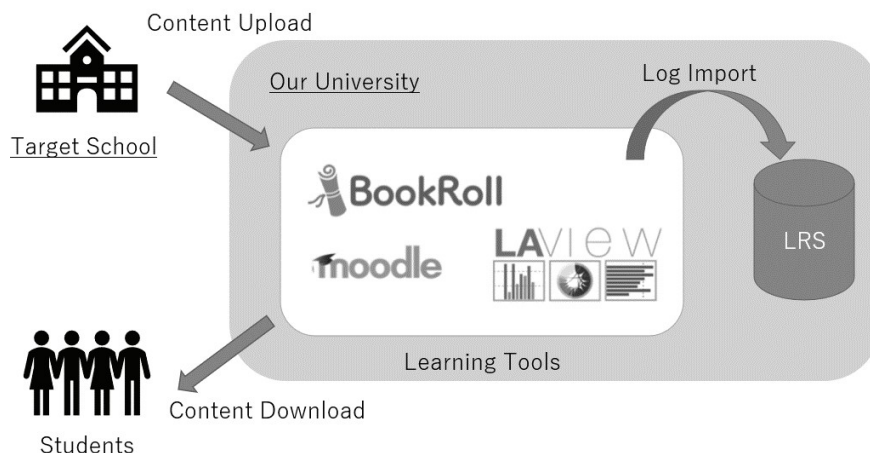 Content Upload
Our University
Log Import
Target School
BookRoll
moodle
LAVIEW
LRS
Learning Tools
Content Download
Students